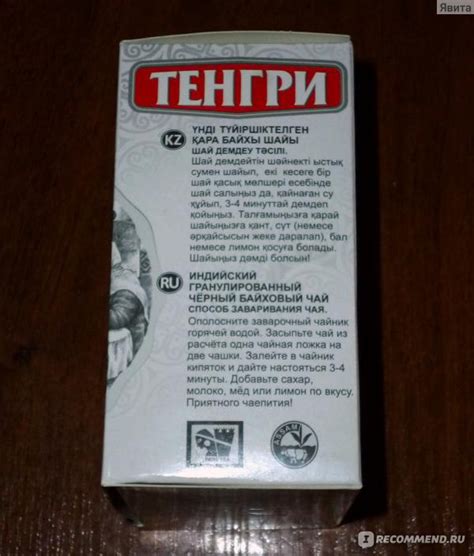 Явита
ТЕНГРИ
KZ
ҮНДІ ТҮЙІРШІКТЕЛГЕН
ҚАРА БАЙХЫ ШАЙЫ
ШАЙ ДЕМДЕУ ТӘСІЛІ.
Шай демдейтін шәйнекті ыстық
сумен шайып, екі кесеге бір
шай қасық мөлшері есебінде
шай салыңыз да, қайнаған су
құйып, 3-4 минуттай демдеп
қойыңыз. Талғамыңызға қарай
шайыңызға қант, сүт (немесе
әрқайсысын жеке даралап), бал
немесе лимон қосуға болады.
Шайыңыз дәмді болсын!
RU
ИНДИЙСКИЙ
ГРАНУЛИРОВАННЫЙ
ЧЁРНЫЙ БАЙХОВЫЙ ЧАЙ
СПОСОБ ЗАВАРИВАНИЯ ЧАЯ.
Ополосните заварочный чайник
горячей водой. Засыпьте чай из
расчёта одна чайная ложка на
две чашки. Залейте в чайник
кипяток и дайте настояться 3-4
минуты. Добавьте сахар,
молоко, мёд или лимон по вкусу.
Приятного чаепития!
INDIA TEA
ASSAM
I RECOMMEND.RU